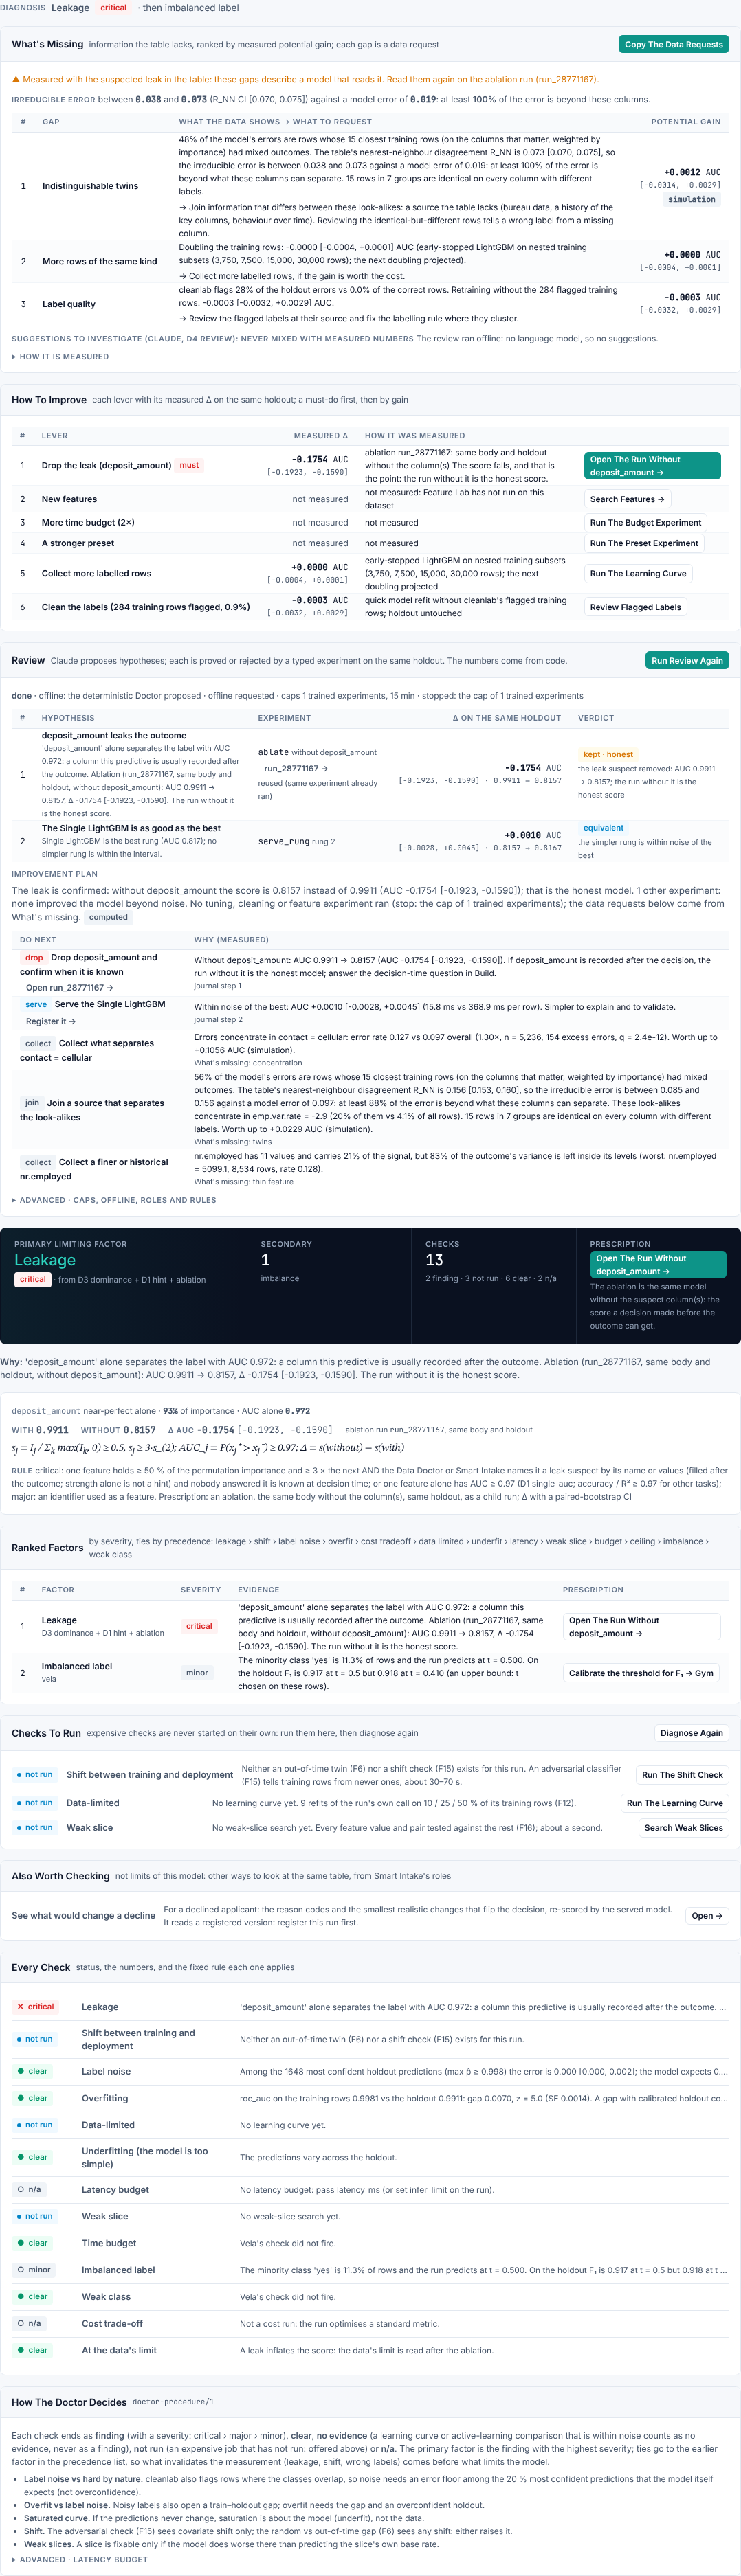 DIAGNOSIS Leakage critical · then imbalanced label
What's Missing information the table lacks, ranked by measured potential gain; each gap is a data request
Copy The Data Requests
▲ Measured with the suspected leak in the table: these gaps describe a model that reads it. Read them again on the ablation run (run_28771167).
IRREDUCIBLE ERROR between 0.038 and 0.073 (R_NN CI [0.070, 0.075]) against a model error of 0.019: at least 100% of the error is beyond these columns.
# GAP WHAT THE DATA SHOWS → WHAT TO REQUEST POTENTIAL GAIN
1 Indistinguishable twins
48% of the model's errors are rows whose 15 closest training rows (on the columns that matter, weighted by
importance) had mixed outcomes. The table's nearest-neighbour disagreement R_NN is 0.073 [0.070, 0.075], so
the irreducible error is between 0.038 and 0.073 against a model error of 0.019: at least 100% of the error is
beyond what these columns can separate. 15 rows in 7 groups are identical on every column with different
labels.
→ Join information that differs between these look-alikes: a source the table lacks (bureau data, a history of the
key columns, behaviour over time). Reviewing the identical-but-different rows tells a wrong label from a missing
column.
+0.0012 AUC
[-0.0014, +0.0029]
simulation
2 More rows of the same kind
Doubling the training rows: -0.0000 [-0.0004, +0.0001] AUC (early-stopped LightGBM on nested training
subsets (3,750, 7,500, 15,000, 30,000 rows); the next doubling projected).
→ Collect more labelled rows, if the gain is worth the cost.
+0.0000 AUC
[-0.0004, +0.0001]
3 Label quality
cleanlab flags 28% of the holdout errors vs 0.0% of the correct rows. Retraining without the 284 flagged training
rows: -0.0003 [-0.0032, +0.0029] AUC.
→ Review the flagged labels at their source and fix the labelling rule where they cluster.
-0.0003 AUC
[-0.0032, +0.0029]
SUGGESTIONS TO INVESTIGATE (CLAUDE, D4 REVIEW): NEVER MIXED WITH MEASURED NUMBERS The review ran offline: no language model, so no suggestions.
▸ HOW IT IS MEASURED
How To Improve each lever with its measured Δ on the same holdout; a must-do first, then by gain
# LEVER MEASURED Δ HOW IT WAS MEASURED
1 Drop the leak (deposit_amount) must
-0.1754 AUC
[-0.1923, -0.1590]
ablation run_28771167: same body and holdout
without the column(s) The score falls, and that is
the point: the run without it is the honest score.
Open The Run Without
deposit_amount →
2 New features not measured
not measured: Feature Lab has not run on this
dataset
Search Features →
3 More time budget (2×) not measured not measured Run The Budget Experiment
4 A stronger preset not measured not measured Run The Preset Experiment
5 Collect more labelled rows
+0.0000 AUC
[-0.0004, +0.0001]
early-stopped LightGBM on nested training subsets
(3,750, 7,500, 15,000, 30,000 rows); the next
doubling projected
Run The Learning Curve
6 Clean the labels (284 training rows flagged, 0.9%)
-0.0003 AUC
[-0.0032, +0.0029]
quick model refit without cleanlab's flagged training
rows; holdout untouched
Review Flagged Labels
Review Claude proposes hypotheses; each is proved or rejected by a typed experiment on the same holdout. The numbers come from code.
Run Review Again
done · offline: the deterministic Doctor proposed · offline requested · caps 1 trained experiments, 15 min · stopped: the cap of 1 trained experiments
# HYPOTHESIS EXPERIMENT Δ ON THE SAME HOLDOUT VERDICT
1 deposit_amount leaks the outcome
'deposit_amount' alone separates the label with AUC
0.972: a column this predictive is usually recorded after
the outcome. Ablation (run_28771167, same body and
holdout, without deposit_amount): AUC 0.9911 →
0.8157, Δ -0.1754 [-0.1923, -0.1590]. The run without it
is the honest score.
ablate without deposit_amount
run_28771167 →
reused (same experiment already
ran)
-0.1754 AUC
[-0.1923, -0.1590] · 0.9911 → 0.8157
kept · honest
the leak suspect removed: AUC 0.9911
→ 0.8157; the run without it is the
honest score
2 The Single LightGBM is as good as the best
Single LightGBM is the best rung (AUC 0.817); no
simpler rung is within the interval.
serve_rung rung 2
+0.0010 AUC
[-0.0028, +0.0045] · 0.8157 → 0.8167
equivalent
the simpler rung is within noise of the
best
IMPROVEMENT PLAN
The leak is confirmed: without deposit_amount the score is 0.8157 instead of 0.9911 (AUC -0.1754 [-0.1923, -0.1590]); that is the honest model. 1 other experiment:
none improved the model beyond noise. No tuning, cleaning or feature experiment ran (stop: the cap of 1 trained experiments); the data requests below come from
What's missing. computed
DO NEXT WHY (MEASURED)
drop Drop deposit_amount and
confirm when it is known
Open run_28771167 →
Without deposit_amount: AUC 0.9911 → 0.8157 (AUC -0.1754 [-0.1923, -0.1590]). If deposit_amount is recorded after the decision, the
run without it is the honest model; answer the decision-time question in Build.
journal step 1
serve Serve the Single LightGBM
Register it →
Within noise of the best: AUC +0.0010 [-0.0028, +0.0045] (15.8 ms vs 368.9 ms per row). Simpler to explain and to validate.
journal step 2
collect Collect what separates
contact = cellular
Errors concentrate in contact = cellular: error rate 0.127 vs 0.097 overall (1.30×, n = 5,236, 154 excess errors, q = 2.4e-12). Worth up to
+0.1056 AUC (simulation).
What's missing: concentration
join Join a source that separates
the look-alikes
56% of the model's errors are rows whose 15 closest training rows (on the columns that matter, weighted by importance) had mixed
outcomes. The table's nearest-neighbour disagreement R_NN is 0.156 [0.153, 0.160], so the irreducible error is between 0.085 and
0.156 against a model error of 0.097: at least 88% of the error is beyond what these columns can separate. These look-alikes
concentrate in emp.var.rate = -2.9 (20% of them vs 4.1% of all rows). 15 rows in 7 groups are identical on every column with different
labels. Worth up to +0.0229 AUC (simulation).
What's missing: twins
collect Collect a finer or historical
nr.employed
nr.employed has 11 values and carries 21% of the signal, but 83% of the outcome's variance is left inside its levels (worst: nr.employed
= 5099.1, 8,534 rows, rate 0.128).
What's missing: thin feature
▸ ADVANCED · CAPS, OFFLINE, ROLES AND RULES
PRIMARY LIMITING FACTOR
Leakage
critical · from D3 dominance + D1 hint + ablation
SECONDARY
1
imbalance
CHECKS
13
2 finding · 3 not run · 6 clear · 2 n/a
PRESCRIPTION
Open The Run Without
deposit_amount →
The ablation is the same model
without the suspect column(s): the
score a decision made before the
outcome can get.
Why: 'deposit_amount' alone separates the label with AUC 0.972: a column this predictive is usually recorded after the outcome. Ablation (run_28771167, same body and
holdout, without deposit_amount): AUC 0.9911 → 0.8157, Δ -0.1754 [-0.1923, -0.1590]. The run without it is the honest score.
deposit_amount near-perfect alone · 93% of importance · AUC alone 0.972
WITH 0.9911 WITHOUT 0.8157 Δ AUC -0.1754 [-0.1923, -0.1590] ablation run run_28771167, same body and holdout
s_j = I_j / Σ_k max(I_k, 0) ≥ 0.5, s_j ≥ 3·s_(2); AUC_j = P(x_j⁺ > x_j⁻) ≥ 0.97; Δ = s(without) − s(with)
RULE critical: one feature holds ≥ 50 % of the permutation importance and ≥ 3 × the next AND the Data Doctor or Smart Intake names it a leak suspect by its name or values (filled after
the outcome; strength alone is not a hint) and nobody answered it is known at decision time; or one feature alone has AUC ≥ 0.97 (D1 single_auc; accuracy / R² ≥ 0.97 for other tasks);
major: an identifier used as a feature. Prescription: an ablation, the same body without the column(s), same holdout, as a child run; Δ with a paired-bootstrap CI
Ranked Factors by severity, ties by precedence: leakage › shift › label noise › overfit › cost tradeoff › data limited › underfit › latency › weak slice › budget › ceiling › imbalance ›
weak class
# FACTOR SEVERITY EVIDENCE PRESCRIPTION
1 Leakage
D3 dominance + D1 hint + ablation
critical
'deposit_amount' alone separates the label with AUC 0.972: a column this
predictive is usually recorded after the outcome. Ablation (run_28771167, same
body and holdout, without deposit_amount): AUC 0.9911 → 0.8157, Δ -0.1754
[-0.1923, -0.1590]. The run without it is the honest score.
Open The Run Without
deposit_amount →
2 Imbalanced label
vela
minor
The minority class 'yes' is 11.3% of rows and the run predicts at t = 0.500. On
the holdout F₁ is 0.917 at t = 0.5 but 0.918 at t = 0.410 (an upper bound: t
chosen on these rows).
Calibrate the threshold for F₁ → Gym
Checks To Run expensive checks are never started on their own: run them here, then diagnose again
Diagnose Again
not run Shift between training and deployment
Neither an out-of-time twin (F6) nor a shift check (F15) exists for this run. An adversarial classifier
(F15) tells training rows from newer ones; about 30–70 s.
Run The Shift Check
not run Data-limited No learning curve yet. 9 refits of the run's own call on 10 / 25 / 50 % of its training rows (F12). Run The Learning Curve
not run Weak slice No weak-slice search yet. Every feature value and pair tested against the rest (F16); about a second. Search Weak Slices
Also Worth Checking not limits of this model: other ways to look at the same table, from Smart Intake's roles
See what would change a decline
For a declined applicant: the reason codes and the smallest realistic changes that flip the decision, re-scored by the served model.
It reads a registered version: register this run first.
Open →
Every Check status, the numbers, and the fixed rule each one applies
✕ critical Leakage 'deposit_amount' alone separates the label with AUC 0.972: a column this predictive is usually recorded after the outcome. ...
not run Shift between training and
deployment
Neither an out-of-time twin (F6) nor a shift check (F15) exists for this run.
clear Label noise Among the 1648 most confident holdout predictions (max p̂ ≥ 0.998) the error is 0.000 [0.000, 0.002]; the model expects 0....
clear Overfitting roc_auc on the training rows 0.9981 vs the holdout 0.9911: gap 0.0070, z = 5.0 (SE 0.0014). A gap with calibrated holdout co...
not run Data-limited No learning curve yet.
clear Underfitting (the model is too
simple)
The predictions vary across the holdout.
n/a Latency budget No latency budget: pass latency_ms (or set infer_limit on the run).
not run Weak slice No weak-slice search yet.
clear Time budget Vela's check did not fire.
minor Imbalanced label The minority class 'yes' is 11.3% of rows and the run predicts at t = 0.500. On the holdout F₁ is 0.917 at t = 0.5 but 0.918 at t ...
clear Weak class Vela's check did not fire.
n/a Cost trade-off Not a cost run: the run optimises a standard metric.
clear At the data's limit A leak inflates the score: the data's limit is read after the ablation.
How The Doctor Decides doctor-procedure/1
Each check ends as finding (with a severity: critical › major › minor), clear, no evidence (a learning curve or active-learning comparison that is within noise counts as no
evidence, never as a finding), not run (an expensive job that has not run: offered above) or n/a. The primary factor is the finding with the highest severity; ties go to the earlier
factor in the precedence list, so what invalidates the measurement (leakage, shift, wrong labels) comes before what limits the model.
• Label noise vs hard by nature. cleanlab also flags rows where the classes overlap, so noise needs an error floor among the 20 % most confident predictions that the model itself
expects (not overconfidence).
• Overfit vs label noise. Noisy labels also open a train–holdout gap; overfit needs the gap and an overconfident holdout.
• Saturated curve. If the predictions never change, saturation is about the model (underfit), not the data.
• Shift. The adversarial check (F15) sees covariate shift only; the random vs out-of-time gap (F6) sees any shift: either raises it.
• Weak slices. A slice is fixable only if the model does worse there than predicting the slice's own base rate.
▸ ADVANCED · LATENCY BUDGET